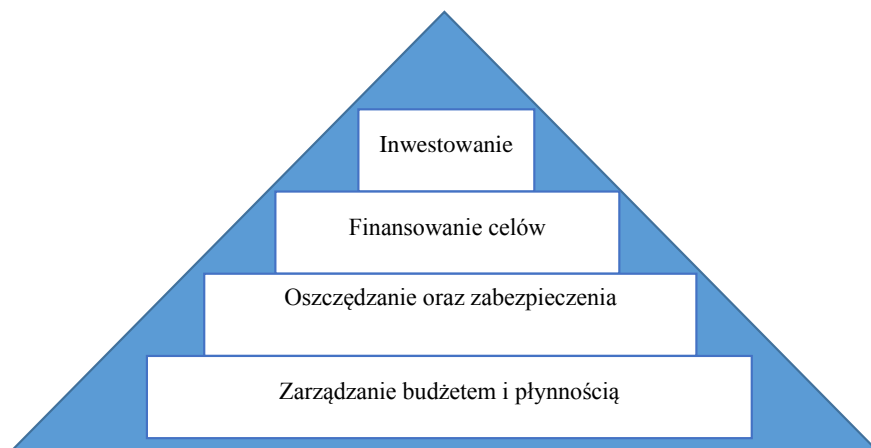 Inwestowanie
Finansowanie celów
Oszczędzanie oraz zabezpieczenia
Zarządzanie budżetem i płynnością